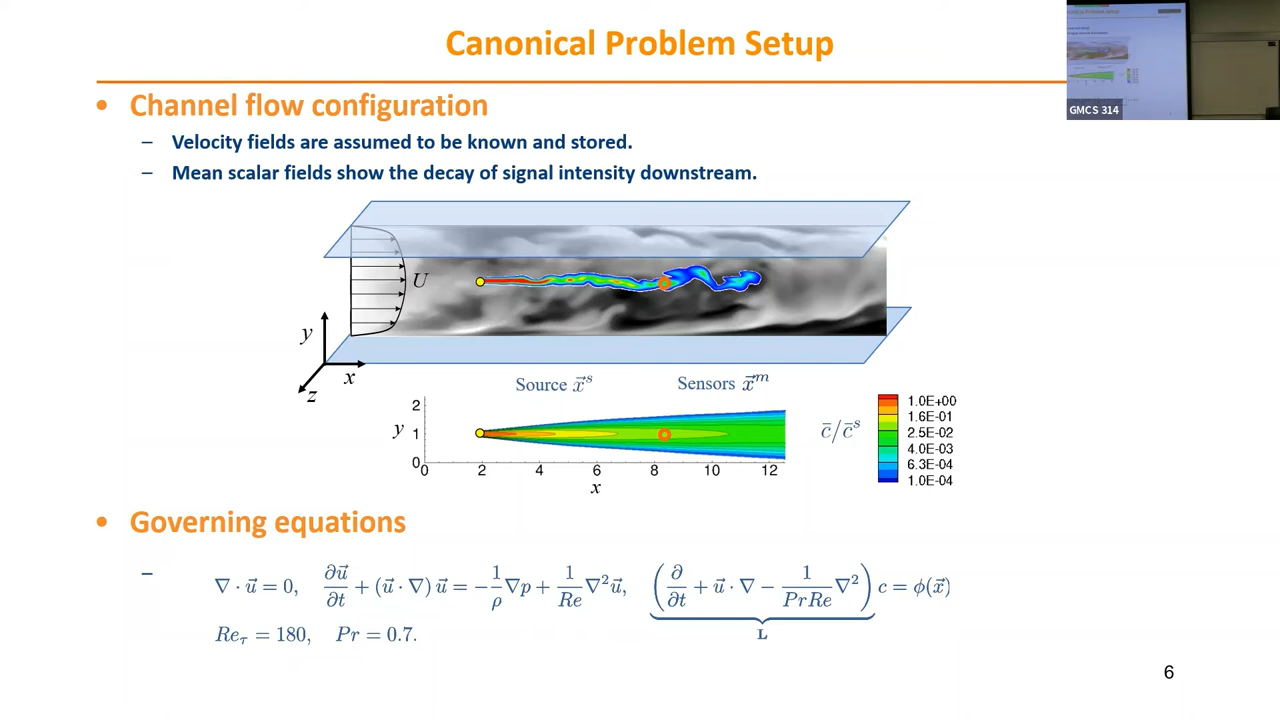 Canonical Problem Setup
GMCS 314
• Channel flow configuration
– Velocity fields are assumed to be known and stored.
– Mean scalar fields show the decay of signal intensity downstream.
U
y
x
z
Source $\vec{x}^s$ Sensors $\vec{x}^m$
2
y 1
0
0 2 4 6 8 10 12
x
$\bar{c}/\bar{c}^s$
1.0E+00
1.6E-01
2.5E-02
4.0E-03
6.3E-04
1.0E-04
• Governing equations
– $\nabla \cdot \vec{u} = 0, \quad \frac{\partial \vec{u}}{\partial t} + (\vec{u} \cdot \nabla)\, \vec{u} = -\frac{1}{\rho} \nabla p + \frac{1}{Re} \nabla^2 \vec{u}, \quad \underbrace{\left( \frac{\partial}{\partial t} + \vec{u} \cdot \nabla - \frac{1}{PrRe} \nabla^2 \right)}_{\mathbf{L}} c = \phi(\vec{x})$
$Re_\tau = 180, \quad Pr = 0.7.$
6